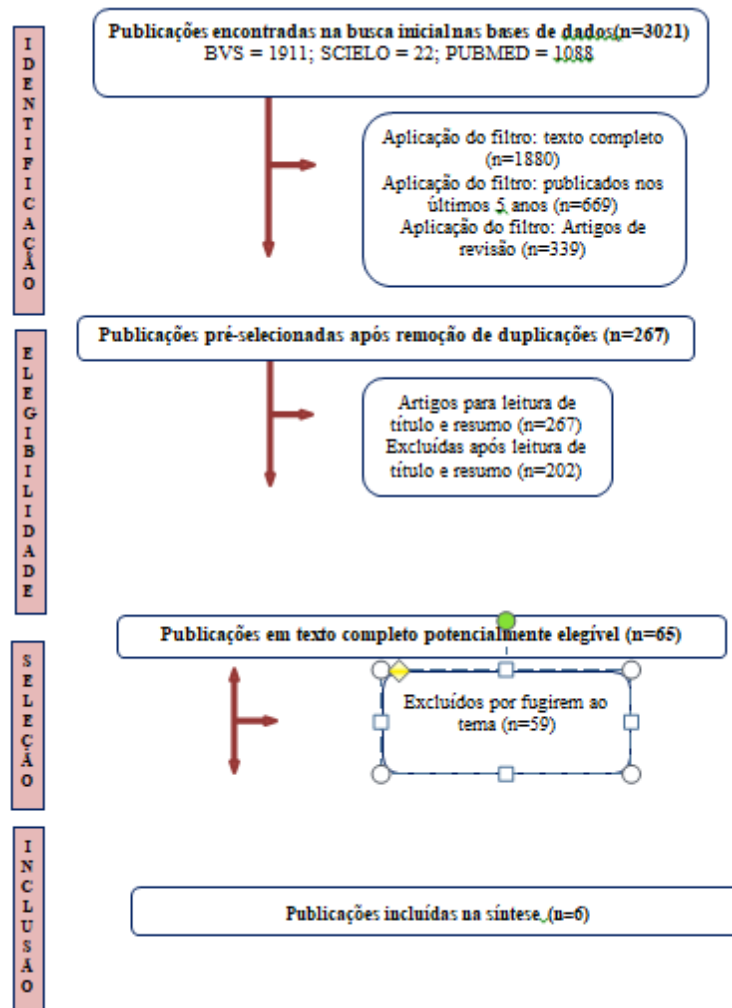 IDENTIFICAÇÃO
Publicações encontradas na busca inicial nas bases de dados(n=3021)
BVS = 1911; SCIELO = 22; PUBMED = 1088
Aplicação do filtro: texto completo
(n=1880)
Aplicação do filtro: publicados nos
últimos 5 anos (n=669)
Aplicação do filtro: Artigos de
revisão (n=339)
ELEGIBILIDADE
Publicações pré-selecionadas após remoção de duplicações (n=267)
Artigos para leitura de
título e resumo (n=267)
Excluídas após leitura de
título e resumo (n=202)
Publicações em texto completo potencialmente elegível (n=65)
SELEÇÃO
Excluídos por fugirem ao
tema (n=59)
INCLUSÃO
Publicações incluídas na síntese (n=6)